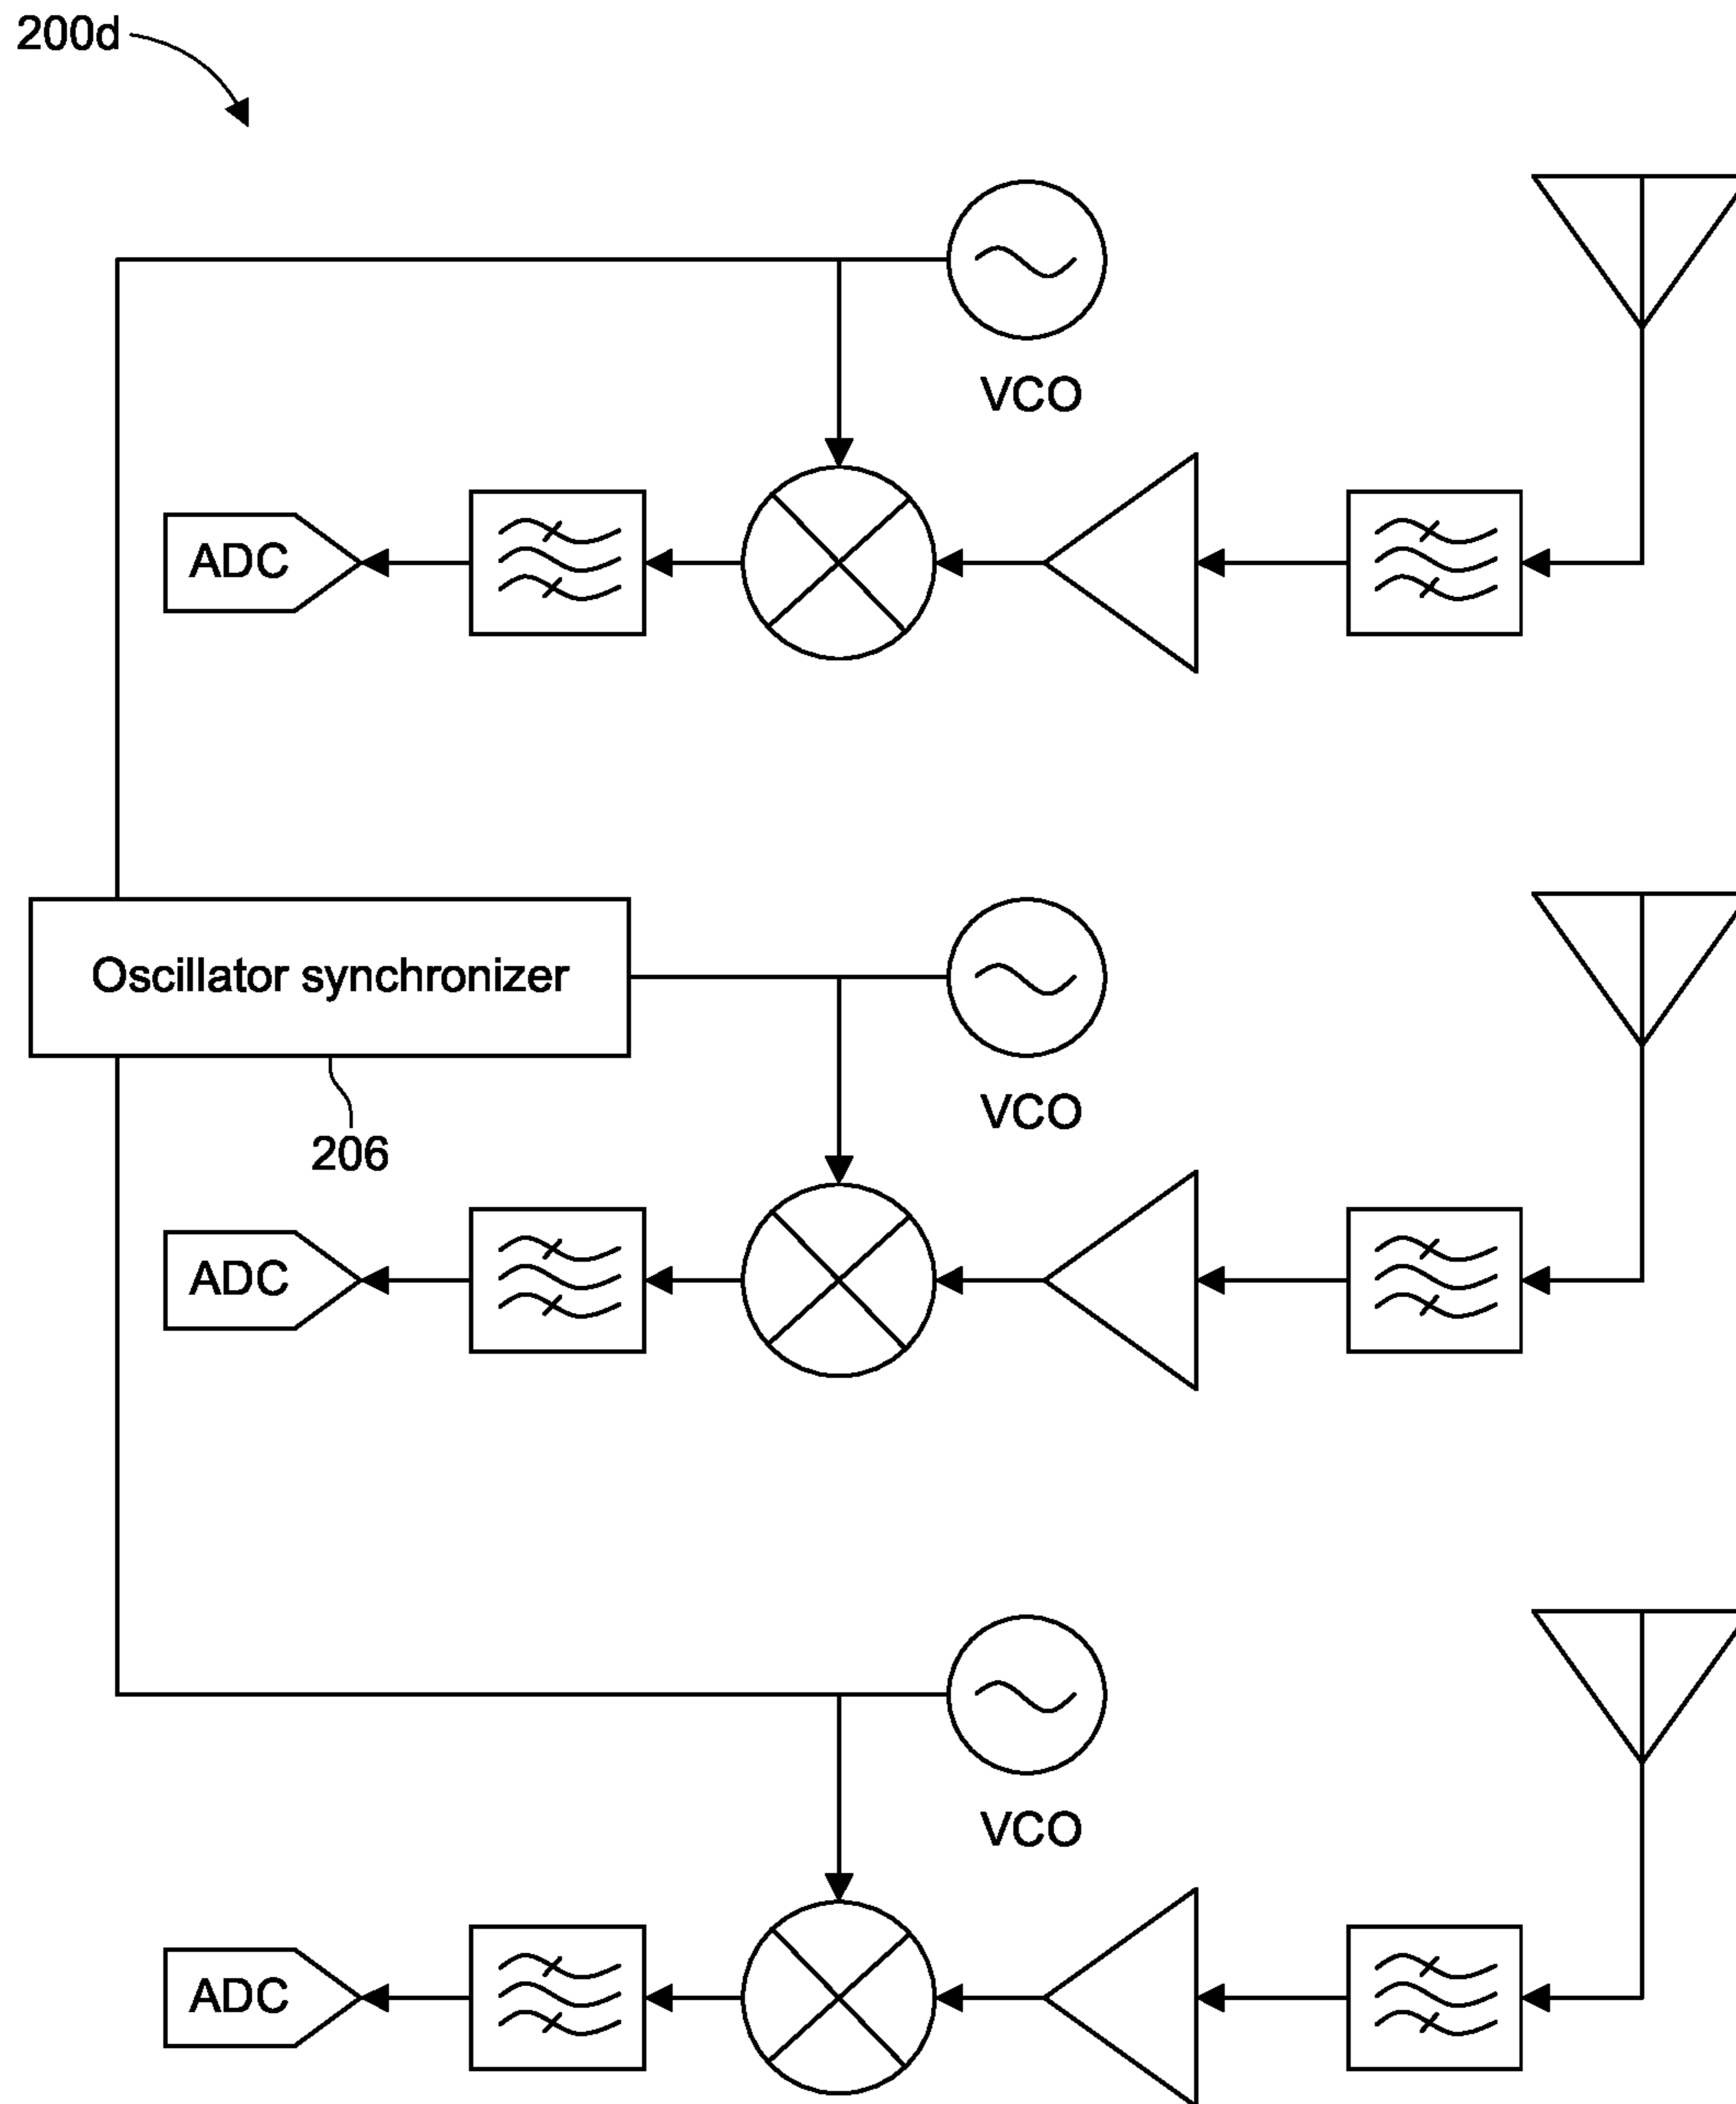 200d
VCO
ADC
Oscillator synchronizer
VCO
206
ADC
VCO
ADC